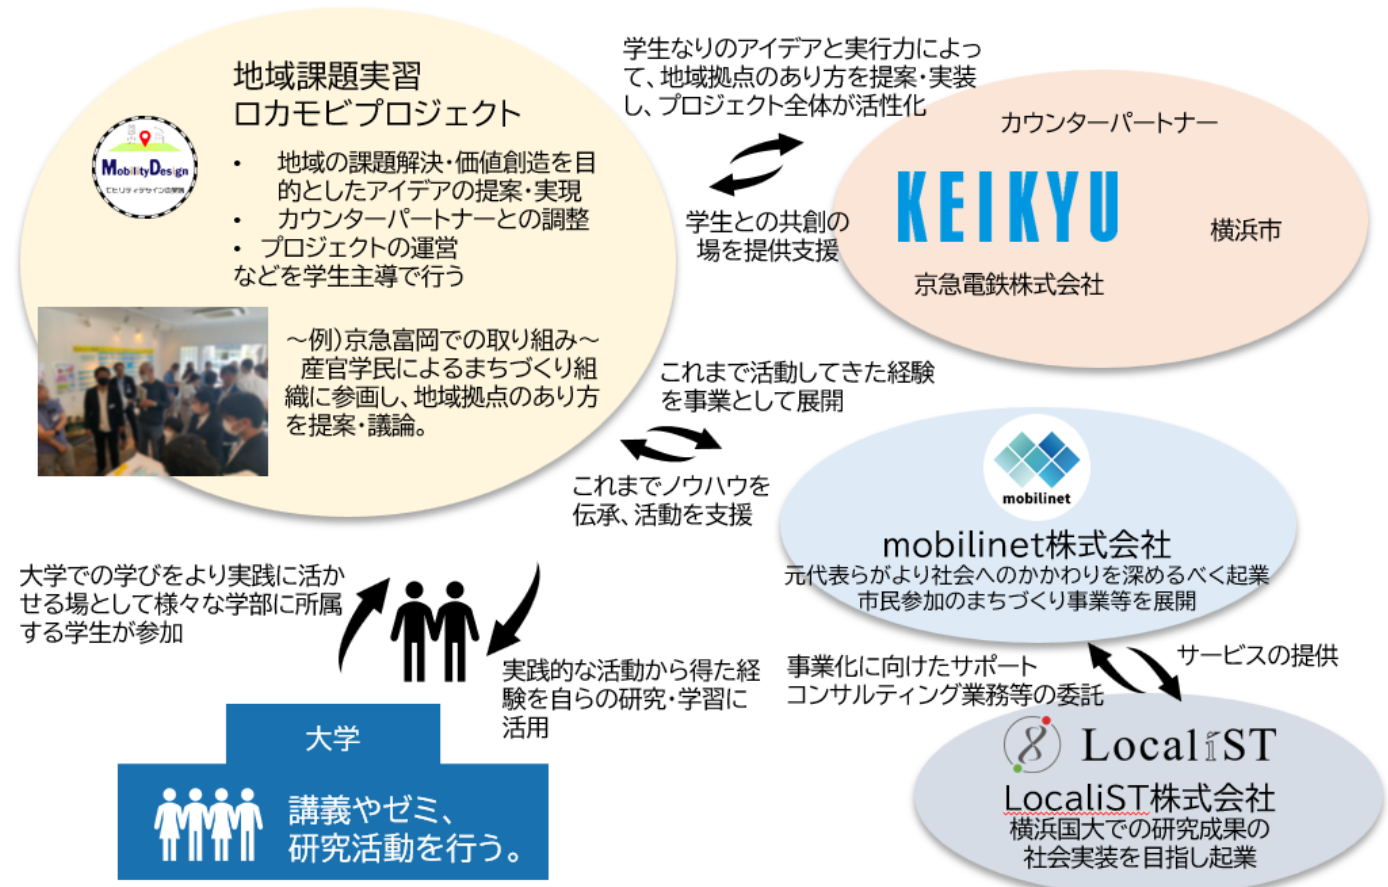 地域課題実習
ロカモビプロジェクト
MobilityDesign
モビリティデザインの実践
• 地域の課題解決・価値創造を目
的としたアイデアの提案・実現
• カウンターパートナーとの調整
• プロジェクトの運営
などを学生主導で行う
～例）京急富岡での取り組み～
産官学民によるまちづくり組
織に参画し、地域拠点のあり方
を提案・議論。
学生なりのアイデアと実行力によっ
て、地域拠点のあり方を提案・実装
し、プロジェクト全体が活性化
学生との共創の
場を提供支援
カウンターパートナー
KEIKYU
横浜市
京急電鉄株式会社
これまで活動してきた経験
を事業として展開
これまでノウハウを
伝承、活動を支援
mobilinet
mobilinet株式会社
元代表らがより社会へのかかわりを深めるべく起業
市民参加のまちづくり事業等を展開
大学での学びをより実践に活か
せる場として様々な学部に所属
する学生が参加
実践的な活動から得た経
験を自らの研究・学習に
活用
事業化に向けたサポート
コンサルティング業務等の委託
サービスの提供
LocaliST
LocaliST株式会社
横浜国大での研究成果の
社会実装を目指し起業
大学
講義やゼミ、
研究活動を行う。